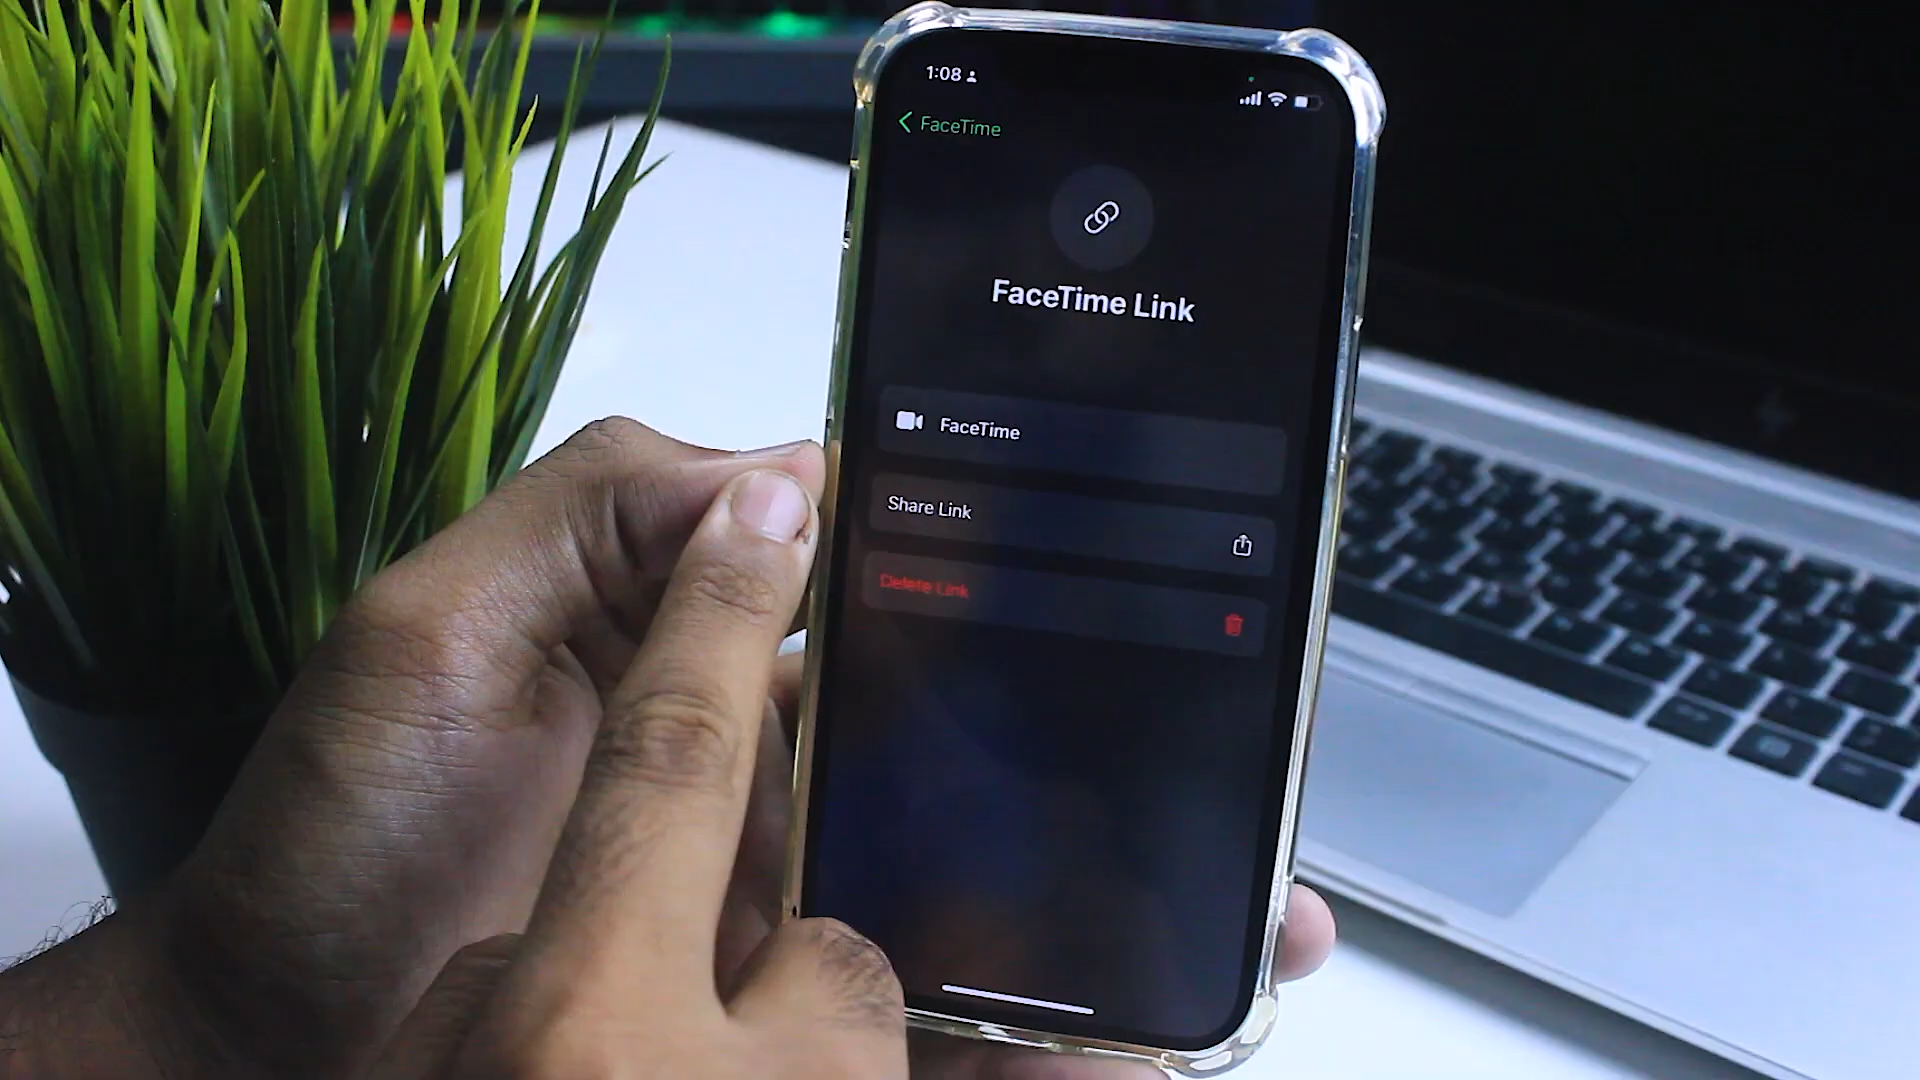 1:08
FaceTime
FaceTime Link
FaceTime
Share Link
Delete Link